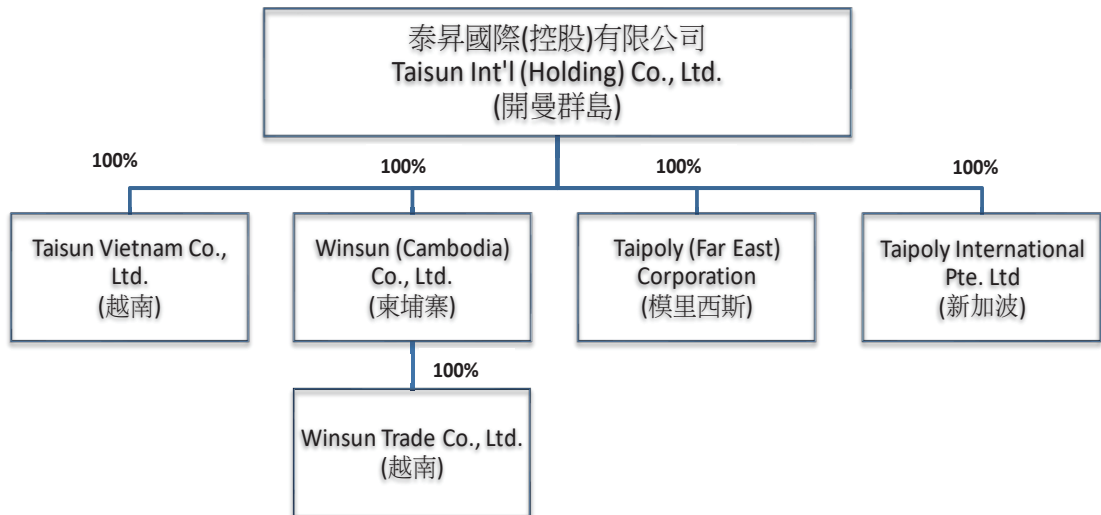 泰昇國際(控股)有限公司
Taisun Int'l (Holding) Co., Ltd.
(開曼群島)
100%
100%
100%
100%
Taisun Vietnam Co.,
Ltd.
(越南)
Winsun (Cambodia)
Co., Ltd.
(柬埔寨)
Taipoly (Far East)
Corporation
(模里西斯)
Taipoly International
Pte. Ltd
(新加波)
100%
Winsun Trade Co., Ltd.
(越南)